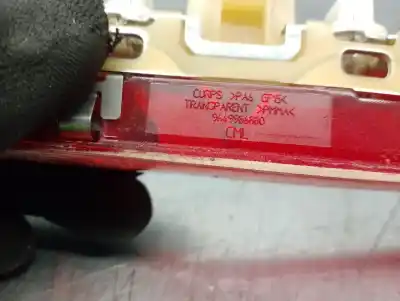 CORPS >PA6 GF15<
TRANSPARENT >PMMA<
9649986880
CML